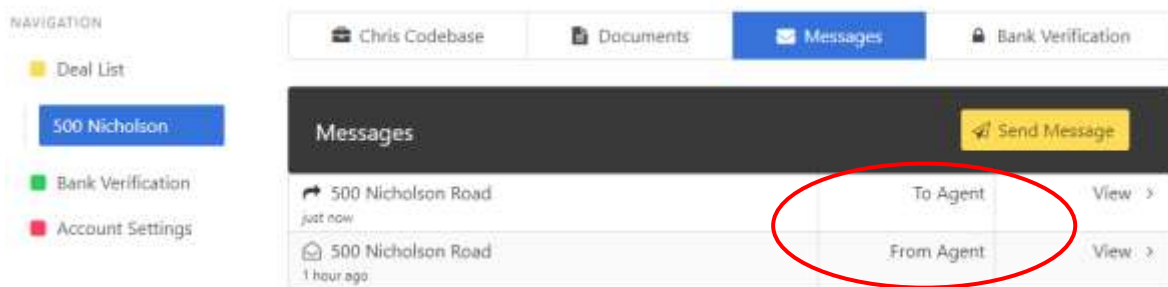 NAVIGATION
Deal List
500 Nicholson
Bank Verification
Account Settings
Chris Codebase Documents Messages Bank Verification
Messages Send Message
500 Nicholson Road To Agent View >
just now
500 Nicholson Road From Agent View >
1 hour ago